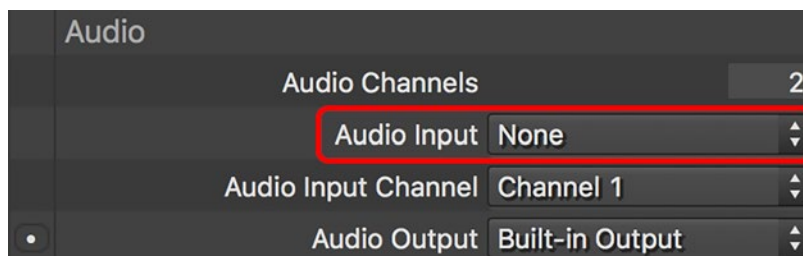 Audio
Audio Channels 2
Audio Input None
Audio Input Channel Channel 1
Audio Output Built-in Output